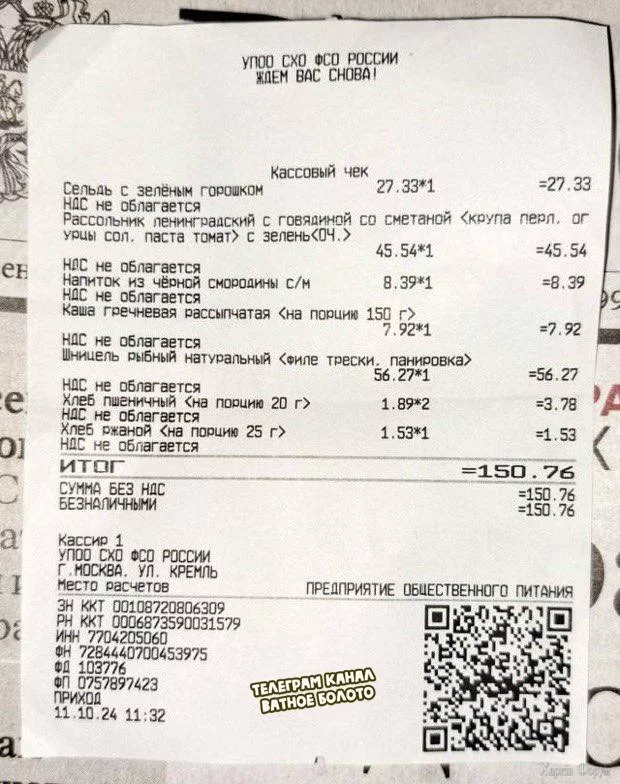 УПОО СХО ФСО РОССИИ
ЖДЕМ ВАС СНОВА!
Кассовый чек
Сельдь с зелёным горошком 27.33*1 =27.33
НДС не облагается
Рассольник ленинградский с говядиной со сметаной <крупа перл. ог
урцы сол. паста томат> с зелень<ОЧ.>
45.54*1 =45.54
НДС не облагается
Напиток из чёрной смородины с/м 8.39*1 =8.39
НДС не облагается
Каша гречневая рассыпчатая <на порцию 150 г>
7.92*1 =7.92
НДС не облагается
Шницель рыбный натуральный <филе трески. панировка>
56.27*1 =56.27
НДС не облагается
Хлеб пшеничный <на порцию 20 г> 1.89*2 =3.78
НДС не облагается
Хлеб ржаной <на порцию 25 г> 1.53*1 =1.53
НДС не облагается
ИТОГ =150.76
СУММА БЕЗ НДС =150.76
БЕЗНАЛИЧНЫМИ =150.76
Кассир 1
УПОО СХО ФСО РОССИИ
Г.МОСКВА. УЛ. КРЕМЛЬ
Место расчетов ПРЕДПРИЯТИЕ ОБЩЕСТВЕННОГО ПИТАНИЯ
ЗН ККТ 00108720806309
РН ККТ 0006873590031579
ИНН 7704205060
ФН 7284440700453975
ФД 103776
ФП 0757897423
ПРИХОД
11.10.24 11:32
ТЕЛЕГРАМ КАНАЛ
ВАТНОЕ БОЛОТО
Харків Форум